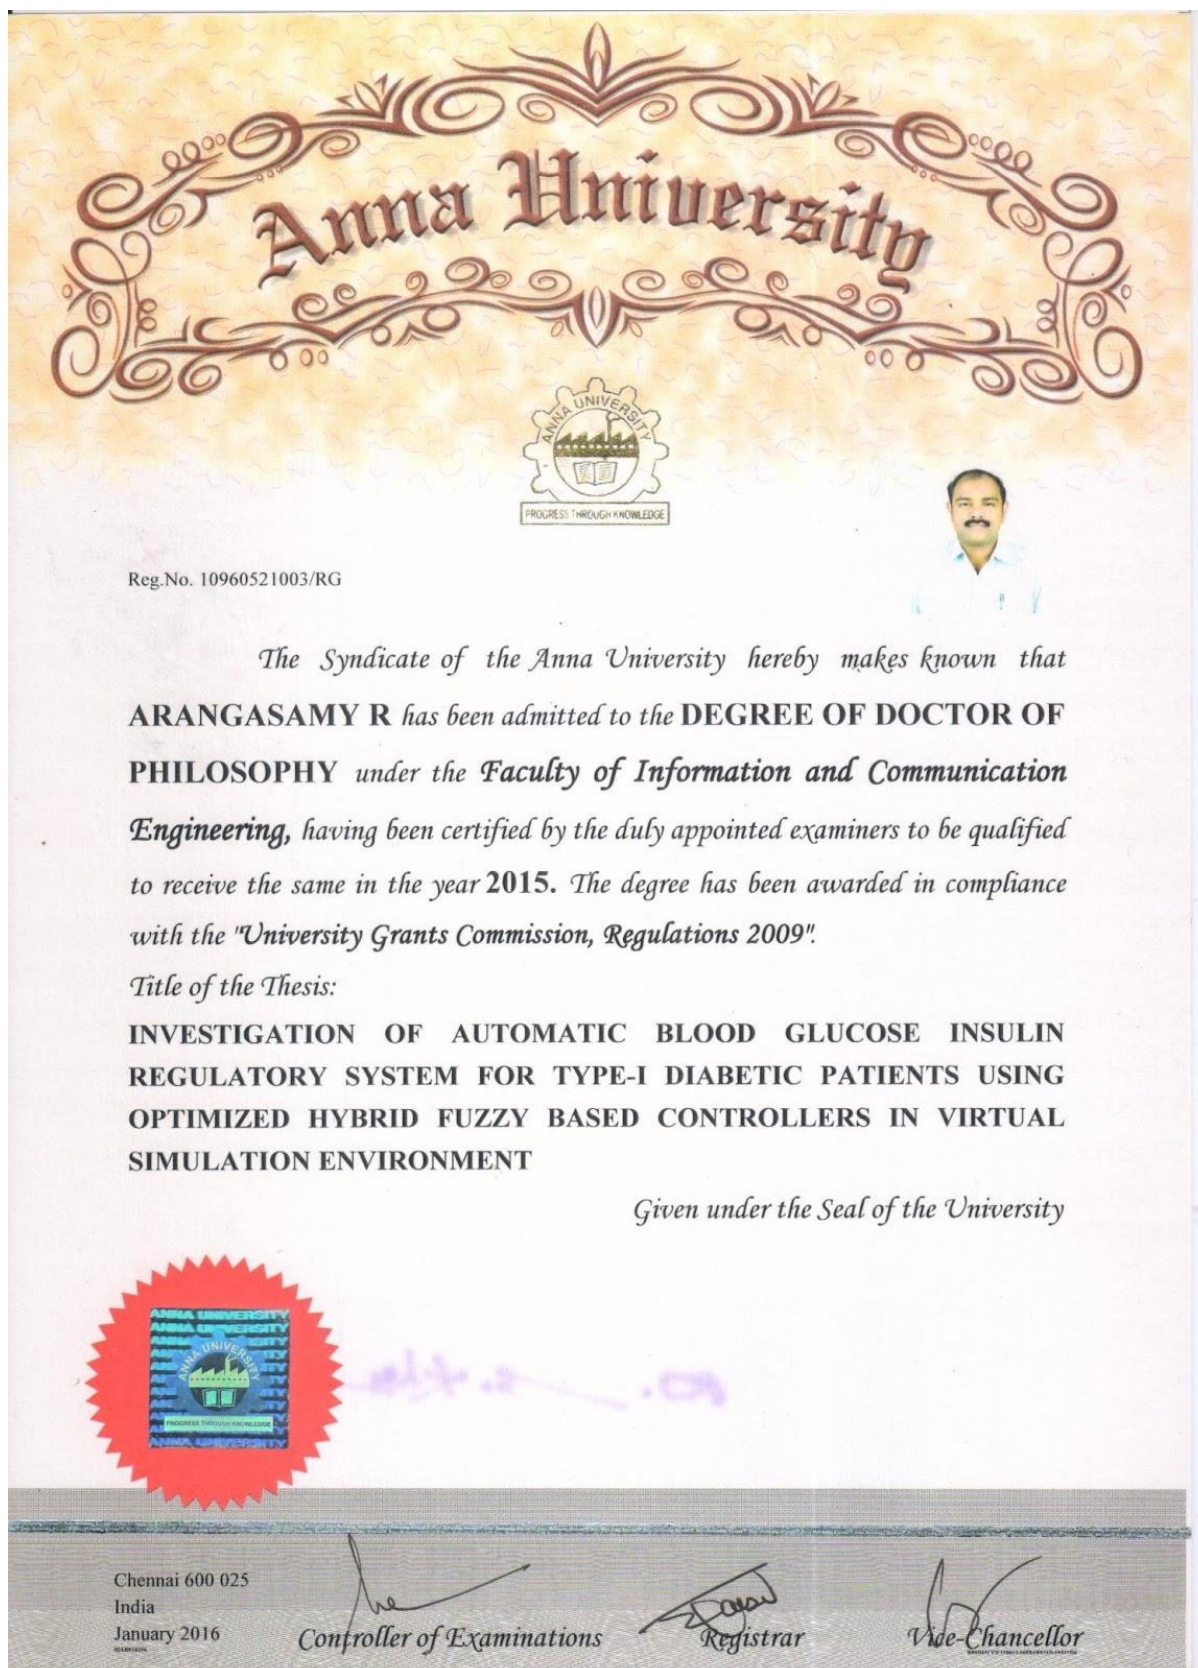 Anna University
ANNA UNIVERSITY
PROGRESS THROUGH KNOWLEDGE
Reg.No. 10960521003/RG
The Syndicate of the Anna University hereby makes known that
ARANGASAMY R has been admitted to the DEGREE OF DOCTOR OF
PHILOSOPHY under the Faculty of Information and Communication
Engineering, having been certified by the duly appointed examiners to be qualified
to receive the same in the year 2015. The degree has been awarded in compliance
with the "University Grants Commission, Regulations 2009".
Title of the Thesis:
INVESTIGATION OF AUTOMATIC BLOOD GLUCOSE INSULIN
REGULATORY SYSTEM FOR TYPE-I DIABETIC PATIENTS USING
OPTIMIZED HYBRID FUZZY BASED CONTROLLERS IN VIRTUAL
SIMULATION ENVIRONMENT
Given under the Seal of the University
ANNA UNIVERSITY
ANNA UNIVERSITY
PROGRESS THROUGH KNOWLEDGE
ANNA UNIVERSITY
Chennai 600 025
India
January 2016
Controller of Examinations
Registrar
Vice-Chancellor